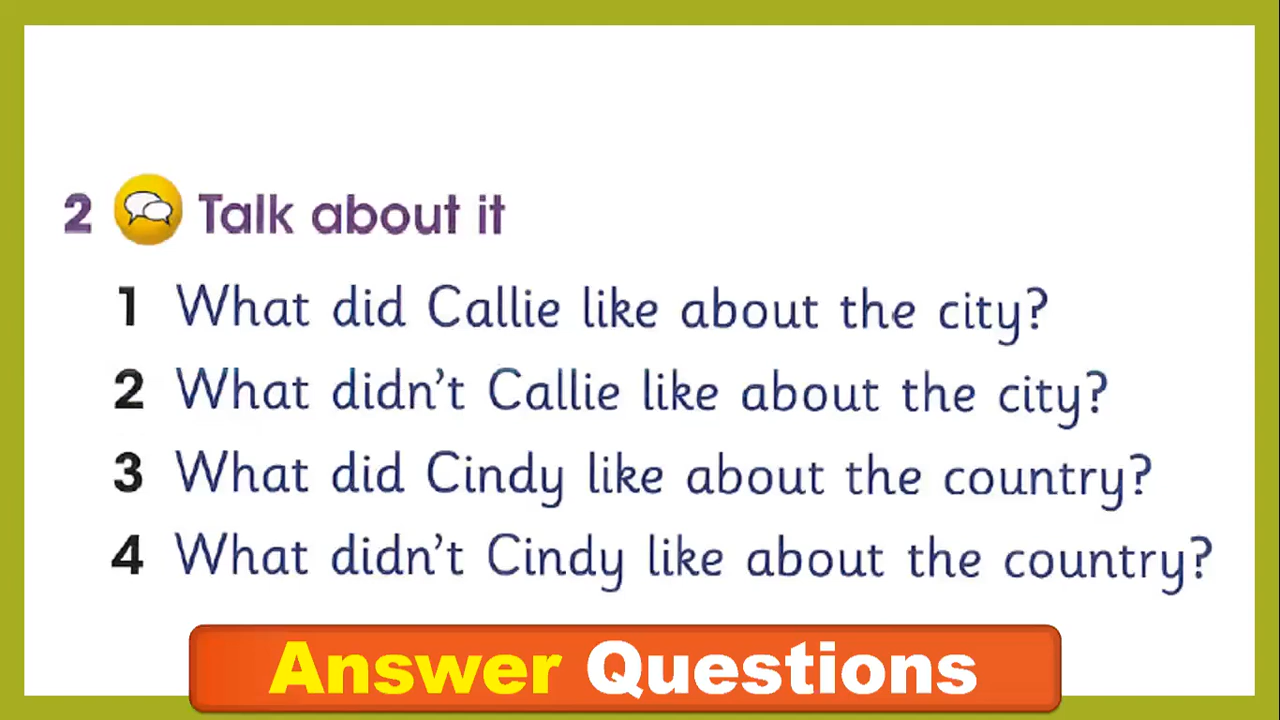 2 Talk about it
1 What did Callie like about the city?
2 What didn't Callie like about the city?
3 What did Cindy like about the country?
4 What didn't Cindy like about the country?
Answer Questions